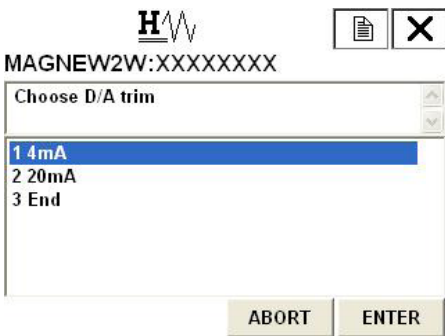 H
MAGNEW2W:XXXXXXXX
Choose D/A trim
1 4mA
2 20mA
3 End
ABORT ENTER